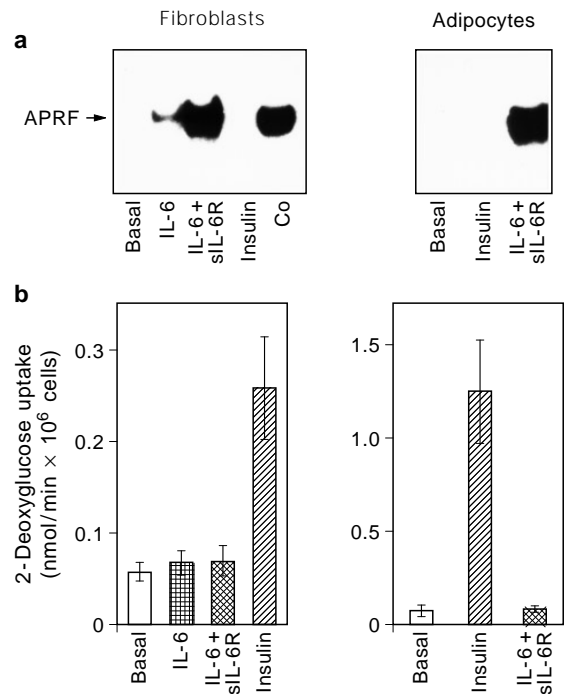 Fibroblasts
Adipocytes
a
APRF
Basal
IL-6
IL-6 +
sIL-6R
Insulin
Co
Basal
Insulin
IL-6 +
sIL-6R
b
2-Deoxyglucose uptake
(nmol/min × 10⁶ cells)
0.3
0.2
0.1
0
Basal
IL-6
IL-6 +
sIL-6R
Insulin
1.5
1.0
0.5
0
Basal
Insulin
IL-6 +
sIL-6R